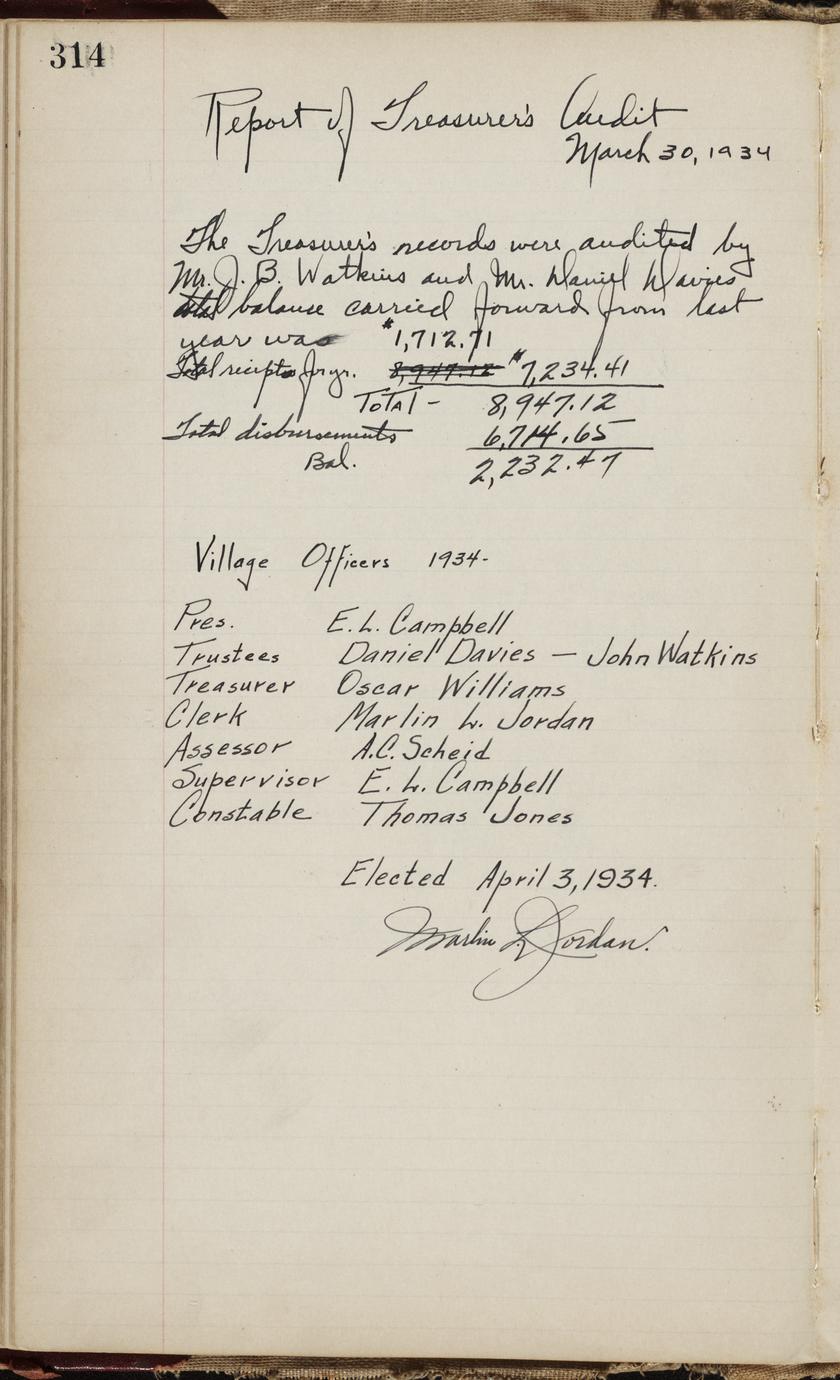 314
Report of Treasurer's Audit
March 30, 1934
The Treasurer's records were audited by
Mr. J. B. Watkins and Mr. Daniel Davies
balance carried forward from last
year was $1,712.71
Total recipts for yr. 8,947.12 $7,234.41
Total - 8,947.12
Total disbursements 6,714.65
Bal. 2,232.47
Village Officers 1934-
Pres. E. L. Campbell
Trustees Daniel Davies — John Watkins
Treasurer Oscar Williams
Clerk Marlin L. Jordan
Assessor A.C. Scheid
Supervisor E. L. Campbell
Constable Thomas Jones
Elected April 3, 1934.
Marlin L. Jordan.